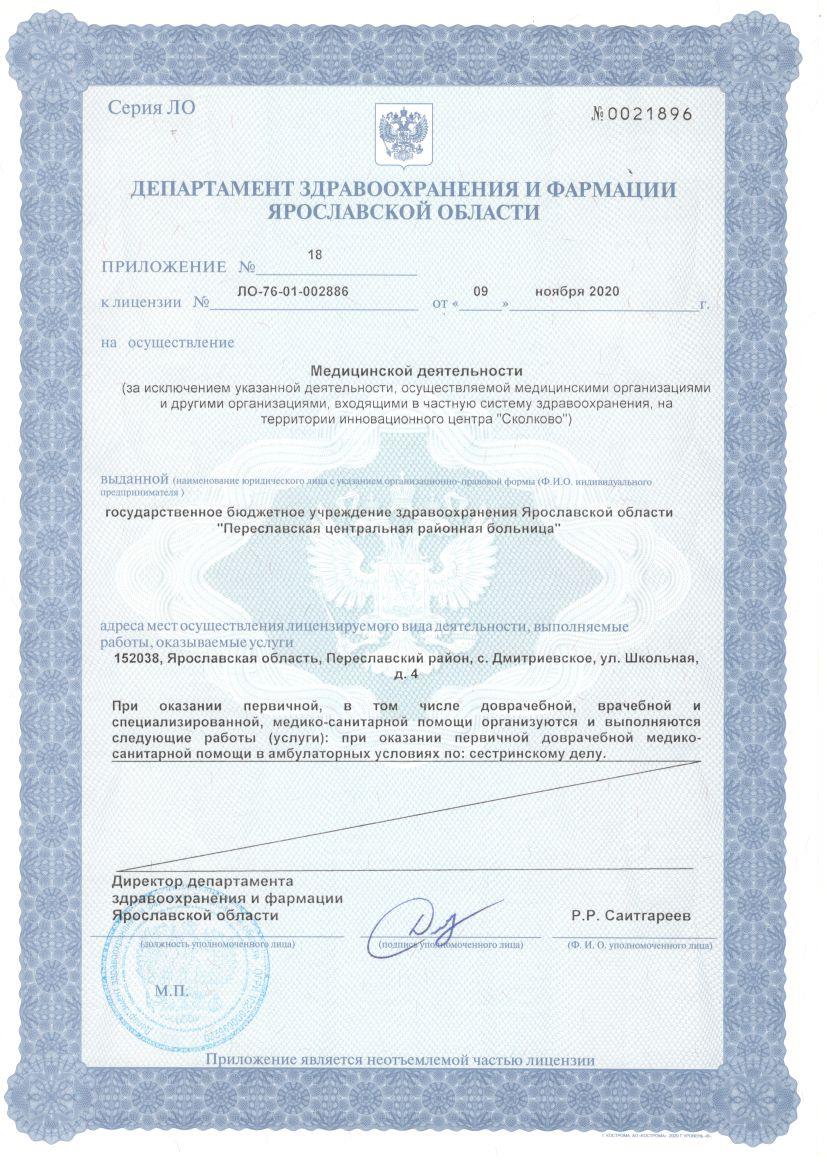 Серия ЛО
№0021896
ДЕПАРТАМЕНТ ЗДРАВООХРАНЕНИЯ И ФАРМАЦИИ
ЯРОСЛАВСКОЙ ОБЛАСТИ
ПРИЛОЖЕНИЕ № 18
к лицензии № ЛО-76-01-002886 от « 09 » ноября 2020 г.
на осуществление
Медицинской деятельности
(за исключением указанной деятельности, осуществляемой медицинскими организациями
и другими организациями, входящими в частную систему здравоохранения, на
территории инновационного центра "Сколково")
выданной (наименование юридического лица с указанием организационно-правовой формы (Ф.И.О. индивидуального
предпринимателя )
государственное бюджетное учреждение здравоохранения Ярославской области
"Переславская центральная районная больница"
адреса мест осуществления лицензируемого вида деятельности, выполняемые
работы, оказываемые услуги
152038, Ярославская область, Переславский район, с. Дмитриевское, ул. Школьная,
д. 4
При оказании первичной, в том числе доврачебной, врачебной и
специализированной, медико-санитарной помощи организуются и выполняются
следующие работы (услуги): при оказании первичной доврачебной медико-
санитарной помощи в амбулаторных условиях по: сестринскому делу.
Директор департамента
здравоохранения и фармации
Ярославской области
Р.Р. Саитгареев
(должность уполномоченного лица)
(подпись уполномоченного лица)
(Ф. И. О. уполномоченного лица)
М.П.
Приложение является неотъемлемой частью лицензии